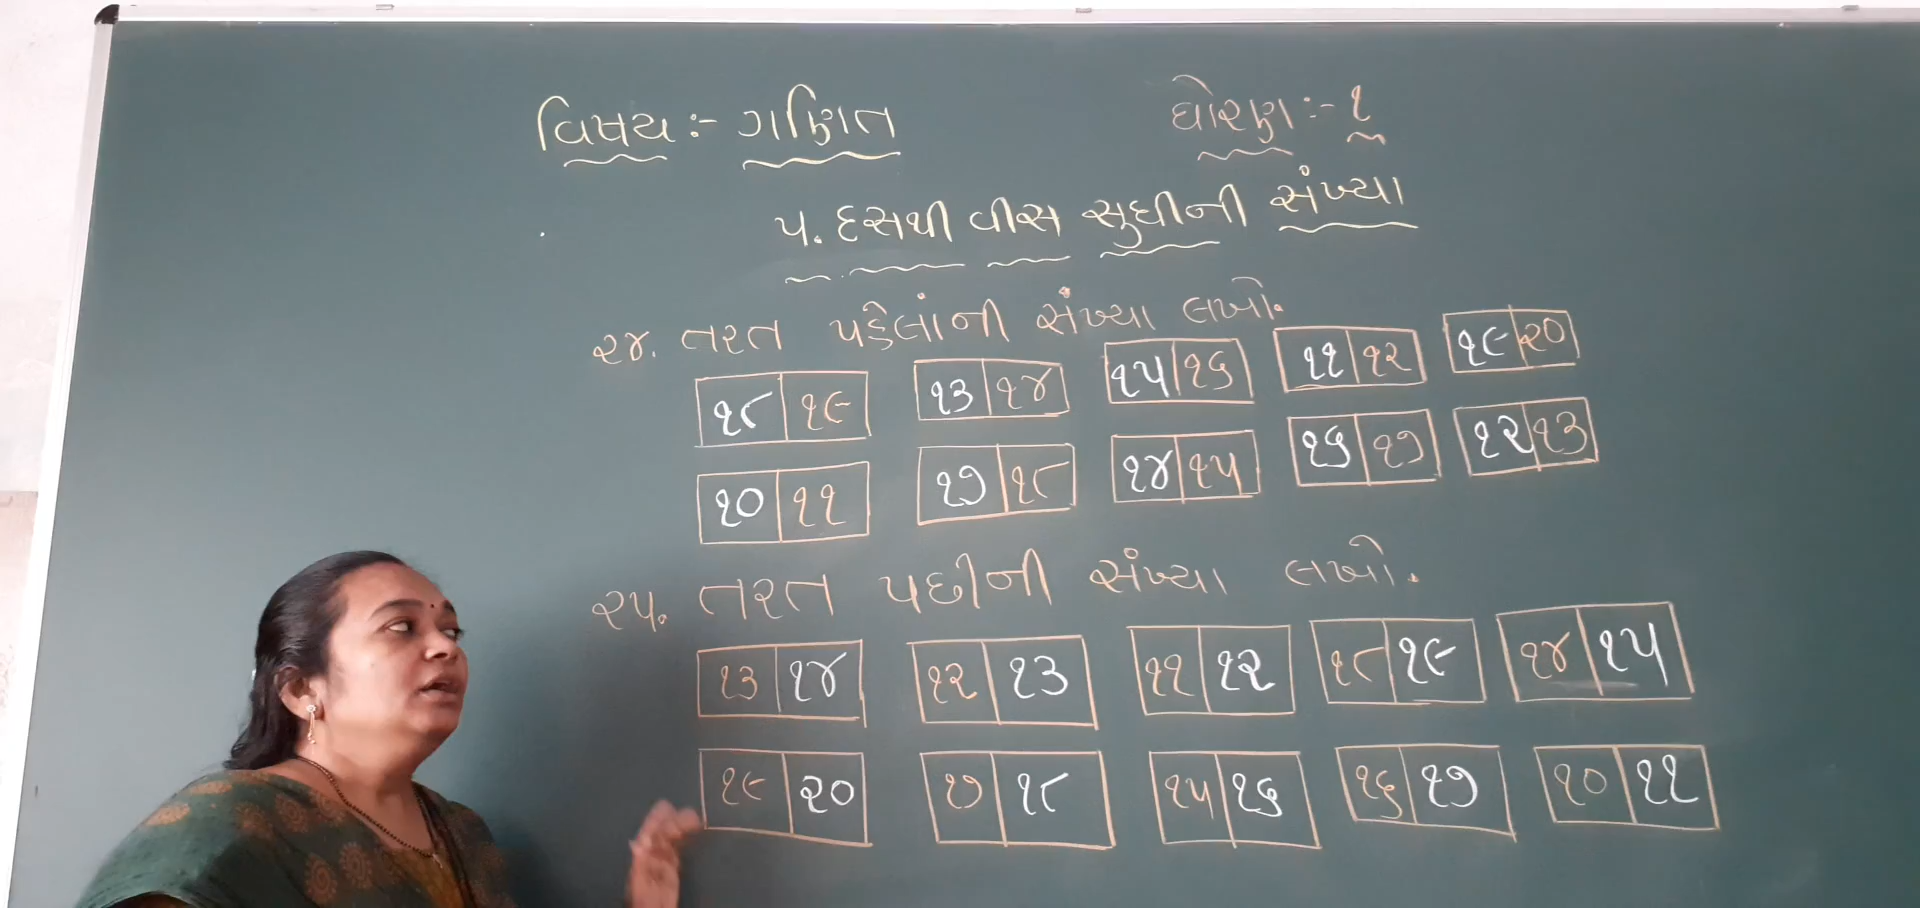 વિષય :- ગણિત ધોરણ :- ૧
૫. દસથી વીસ સુધીની સંખ્યા
૨૪. તરત પહેલાંની સંખ્યા લખો.
૧૮ ૧૯ ૧૩ ૧૪ ૧૫ ૧૬ ૧૧ ૧૨ ૧૯ ૨૦
૧૦ ૧૧ ૧૭ ૧૮ ૧૪ ૧૫ ૧૬ ૧૭ ૧૨ ૧૩
૨૫. તરત પછીની સંખ્યા લખો.
૧૩ ૧૪ ૧૨ ૧૩ ૧૧ ૧૨ ૧૮ ૧૯ ૧૪ ૧૫
૧૯ ૨૦ ૧૭ ૧૮ ૧૫ ૧૬ ૧૬ ૧૭ ૧૦ ૧૧